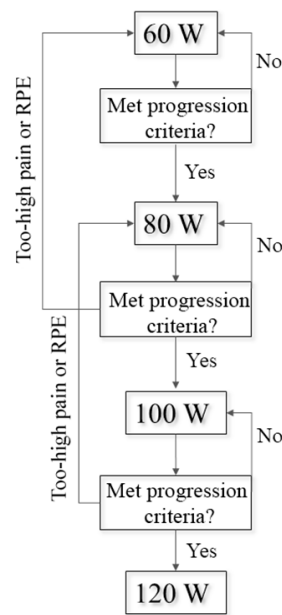 60 W
No
Met progression
criteria?
Yes
Too-high pain or RPE
80 W
No
Met progression
criteria?
Yes
Too-high pain or RPE
100 W
No
Met progression
criteria?
Yes
120 W